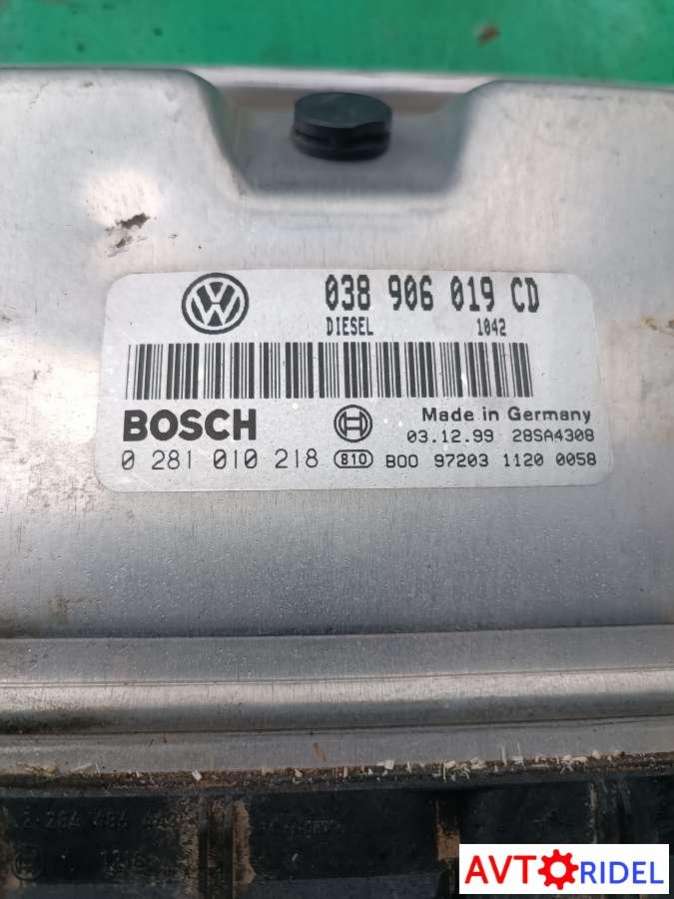 038 906 019 CD
DIESEL 1042
BOSCH Made in Germany
03.12.99 28SA4308
0 281 010 218 810 B00 97203 1120 0058
AVTORIDEL